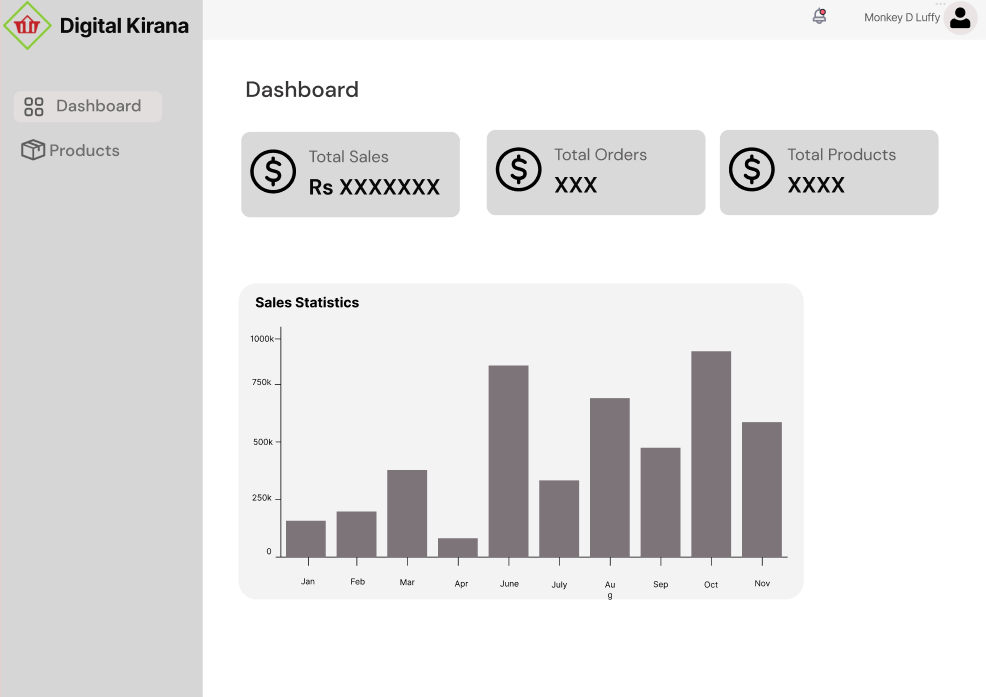 Digital Kirana
Monkey D Luffy
Dashboard
Products
Dashboard
Total Sales
Rs XXXXXXX
Total Orders
XXX
Total Products
XXXX
Sales Statistics
1000k
750k
500k
250k
0
Jan
Feb
Mar
Apr
June
July
Au
g
Sep
Oct
Nov